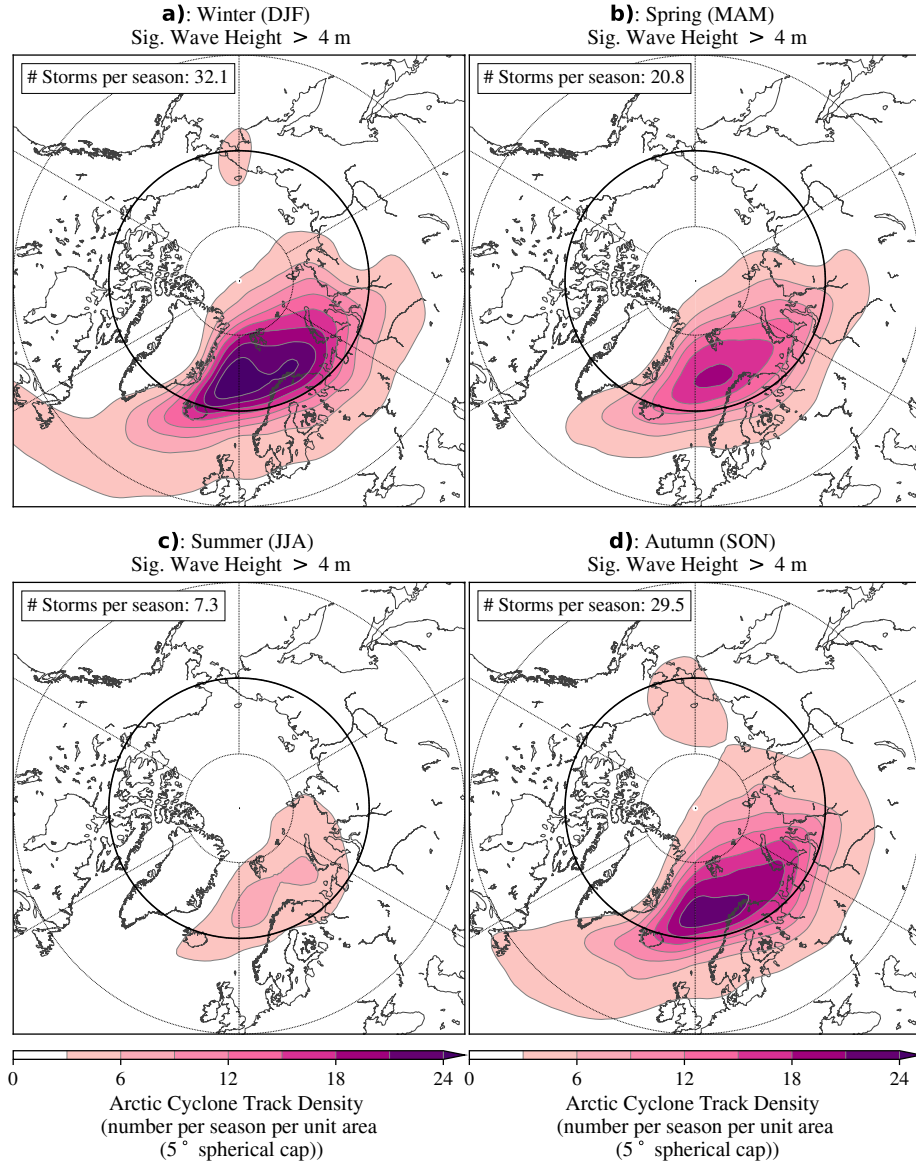 a): Winter (DJF)
Sig. Wave Height > 4 m
# Storms per season: 32.1
b): Spring (MAM)
Sig. Wave Height > 4 m
# Storms per season: 20.8
c): Summer (JJA)
Sig. Wave Height > 4 m
# Storms per season: 7.3
d): Autumn (SON)
Sig. Wave Height > 4 m
# Storms per season: 29.5
0 6 12 18 24
Arctic Cyclone Track Density
(number per season per unit area
(5° spherical cap))
0 6 12 18 24
Arctic Cyclone Track Density
(number per season per unit area
(5° spherical cap))